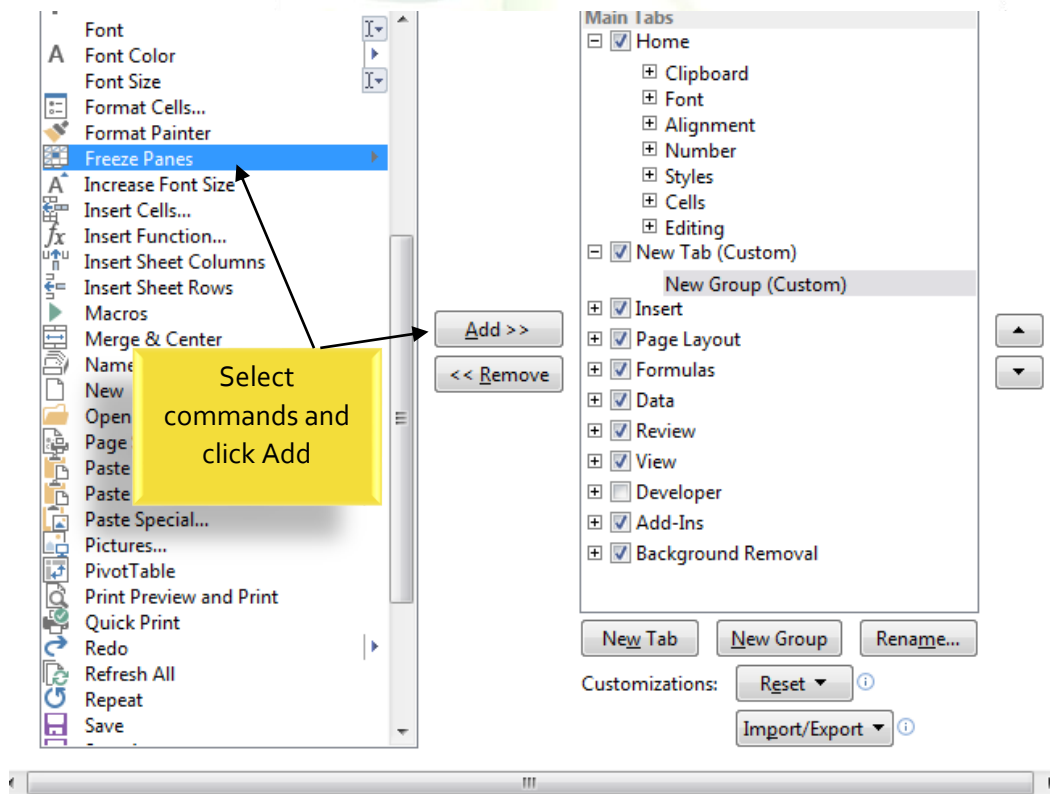 Font
A Font Color
Font Size
Format Cells...
Format Painter
Freeze Panes
A Increase Font Size
Insert Cells...
fx Insert Function...
Insert Sheet Columns
Insert Sheet Rows
Macros
Merge & Center
Name
New
Open
Page
Paste
Paste
Paste Special...
Pictures...
PivotTable
Print Preview and Print
Quick Print
Redo
Refresh All
Repeat
Save
Select
commands and
click Add
Add >>
<< Remove
Main Tabs
Home
Clipboard
Font
Alignment
Number
Styles
Cells
Editing
New Tab (Custom)
New Group (Custom)
Insert
Page Layout
Formulas
Data
Review
View
Developer
Add-Ins
Background Removal
New Tab
New Group
Rename...
Customizations:
Reset
Import/Export